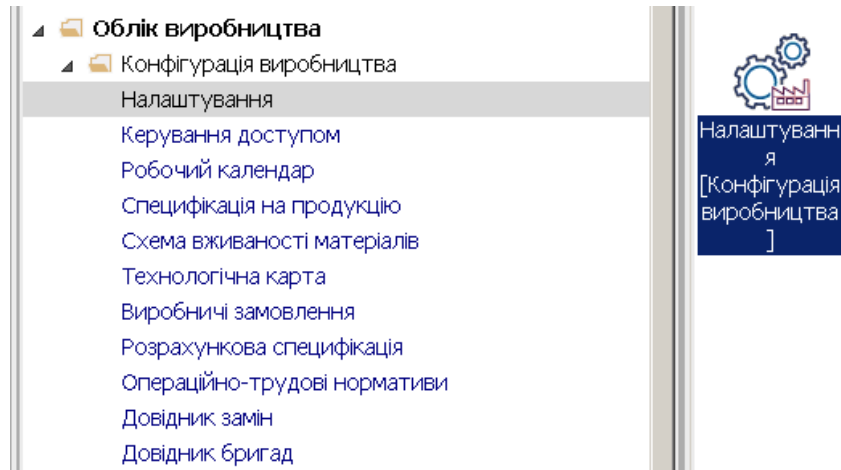 Облік виробництва
Конфігурація виробництва
Налаштування
Керування доступом
Робочий календар
Специфікація на продукцію
Схема вживаності матеріалів
Технологічна карта
Виробничі замовлення
Розрахункова специфікація
Операційно-трудові нормативи
Довідник замін
Довідник бригад
Налаштуванн
я
[Конфігурація
виробництва
]